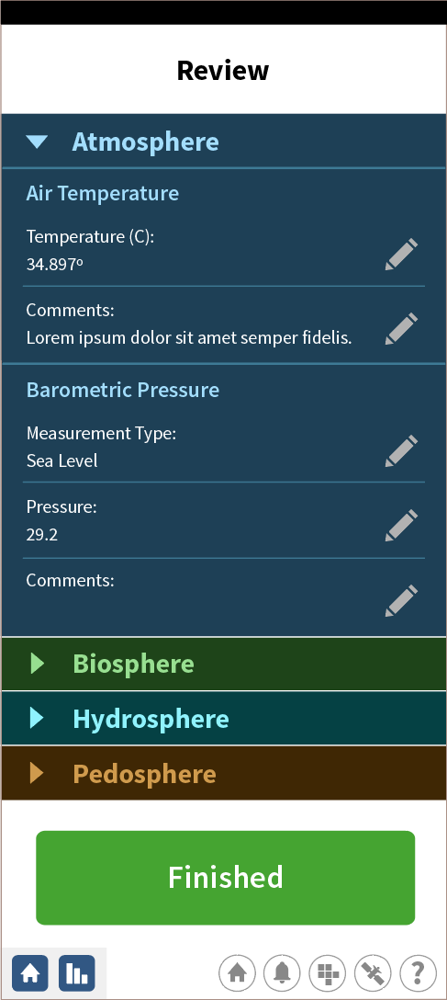 Review
Atmosphere
Air Temperature
Temperature (C):
34.897º
Comments:
Lorem ipsum dolor sit amet semper fidelis.
Barometric Pressure
Measurement Type:
Sea Level
Pressure:
29.2
Comments:
Biosphere
Hydrosphere
Pedosphere
Finished
?